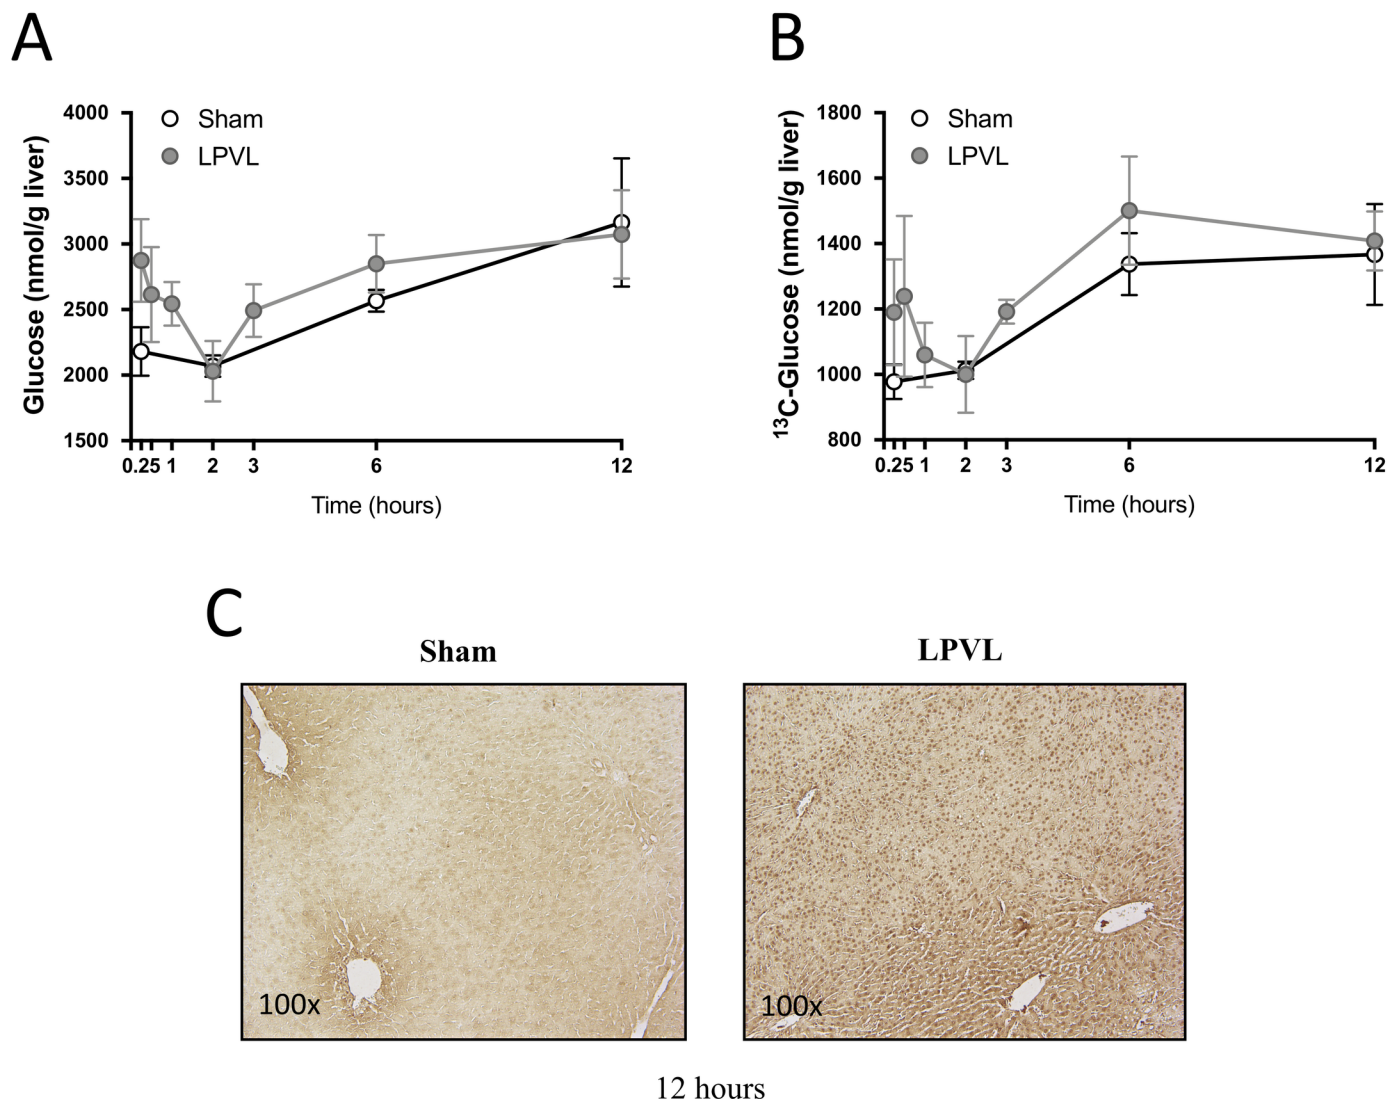 A
Glucose (nmol/g liver)
4000
3500
3000
2500
2000
1500
Sham
LPVL
0.25 1 2 3 6 12
Time (hours)
B
¹³C-Glucose (nmol/g liver)
1800
1600
1400
1200
1000
800
Sham
LPVL
0.25 1 2 3 6 12
Time (hours)
C
Sham
LPVL
100x
100x
12 hours